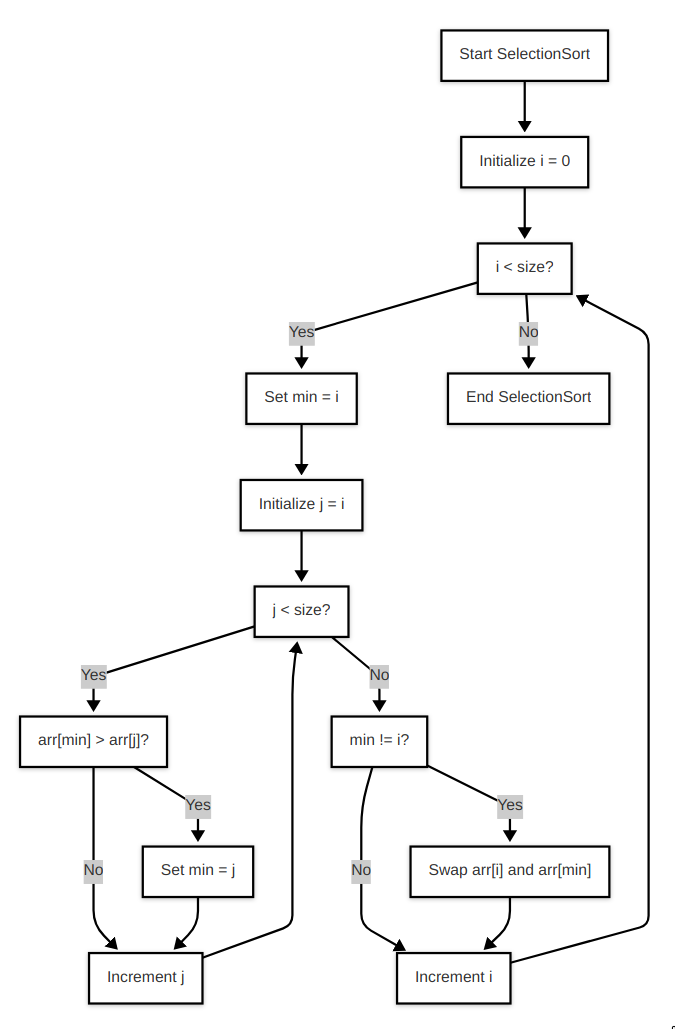 Start SelectionSort
Initialize i = 0
i < size?
Yes
No
Set min = i
End SelectionSort
Initialize j = i
j < size?
Yes
No
arr[min] > arr[j]?
min != i?
Yes
Yes
No
Set min = j
No
Swap arr[i] and arr[min]
Increment j
Increment i